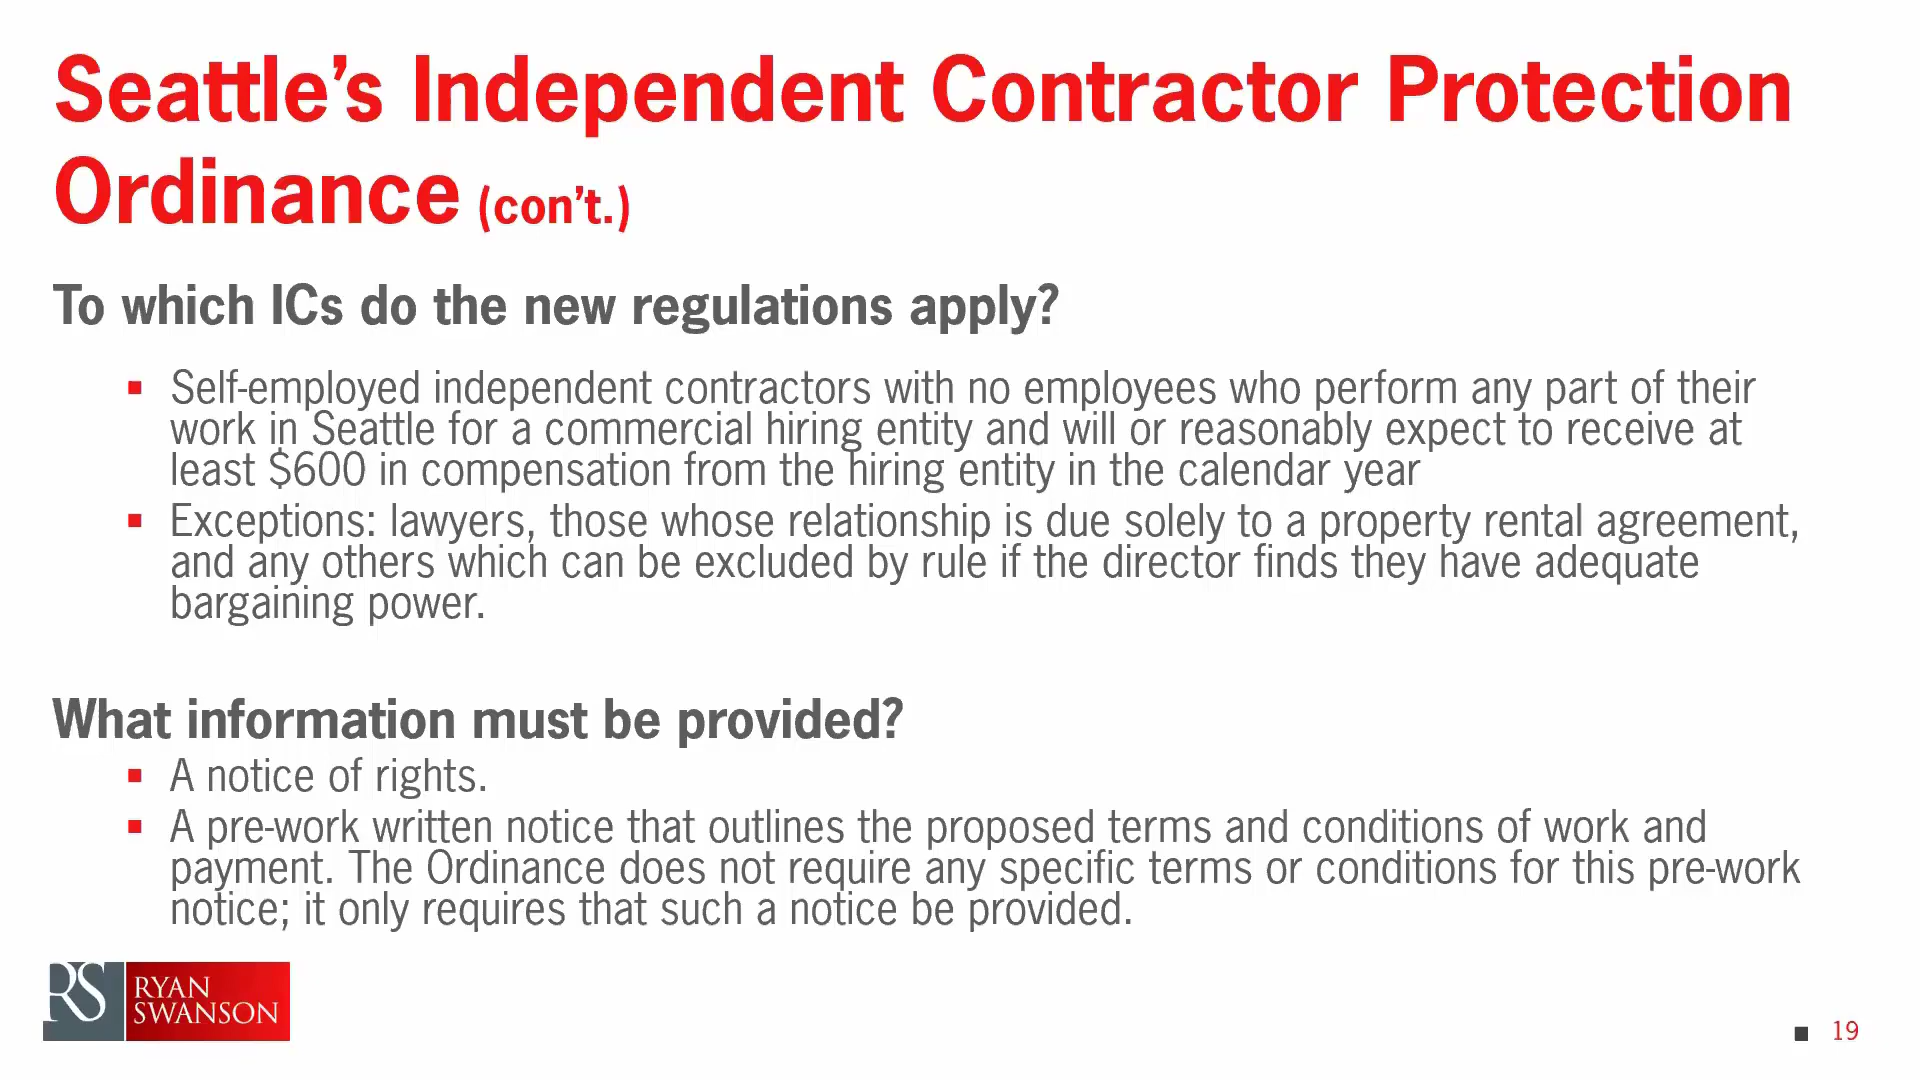 Seattle’s Independent Contractor Protection
Ordinance (con’t.)
To which ICs do the new regulations apply?
▪ Self-employed independent contractors with no employees who perform any part of their
work in Seattle for a commercial hiring entity and will or reasonably expect to receive at
least $600 in compensation from the hiring entity in the calendar year
▪ Exceptions: lawyers, those whose relationship is due solely to a property rental agreement,
and any others which can be excluded by rule if the director finds they have adequate
bargaining power.
What information must be provided?
▪ A notice of rights.
▪ A pre-work written notice that outlines the proposed terms and conditions of work and
payment. The Ordinance does not require any specific terms or conditions for this pre-work
notice; it only requires that such a notice be provided.
RS RYAN
SWANSON
▪ 19